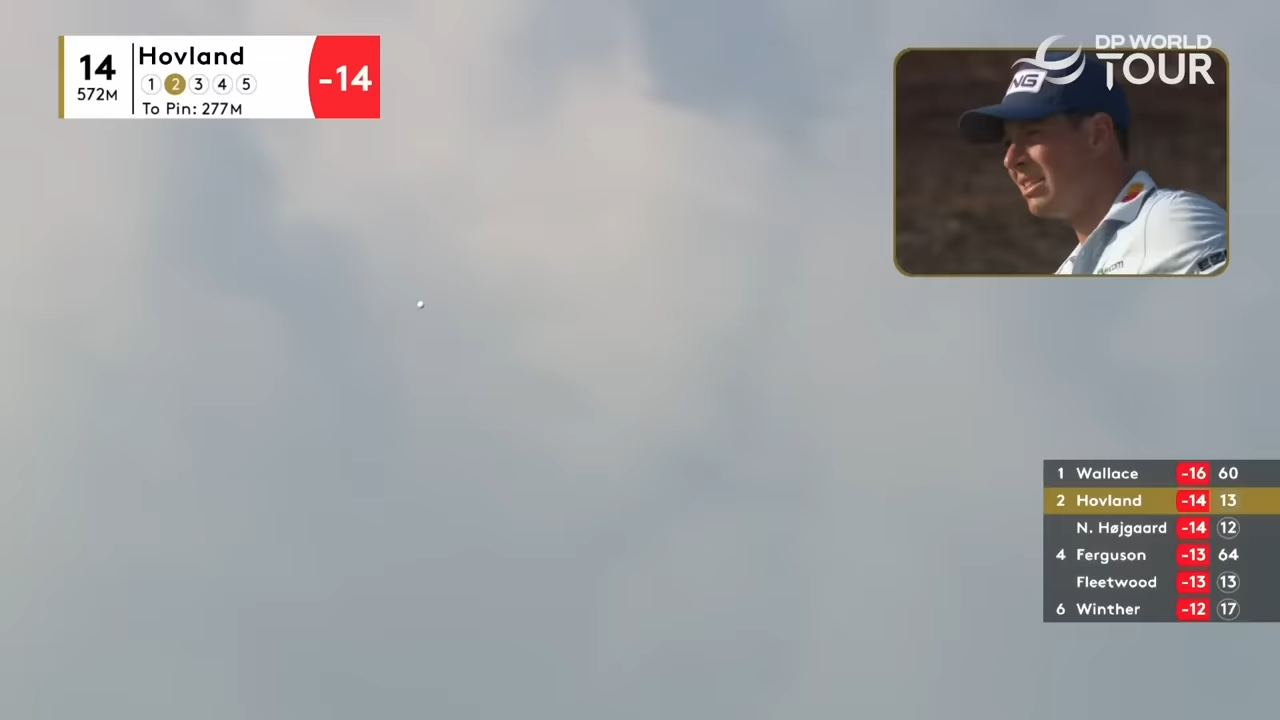 14
572M
Hovland
1 2 3 4 5
To Pin: 277M
-14
DP WORLD
TOUR
NG
1 Wallace -16 60
2 Hovland -14 13
N. Højgaard -14 12
4 Ferguson -13 64
Fleetwood -13 13
6 Winther -12 17